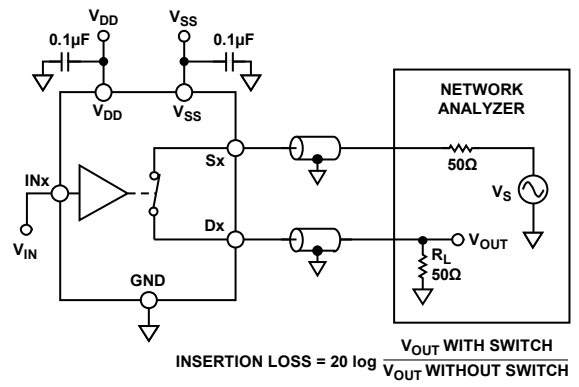 VDD
VSS
0.1µF
0.1µF
VDD
VSS
NETWORK
ANALYZER
Sx
50Ω
INx
VS
Dx
VOUT
VIN
RL
50Ω
GND
INSERTION LOSS = 20 log VOUT WITH SWITCH
VOUT WITHOUT SWITCH